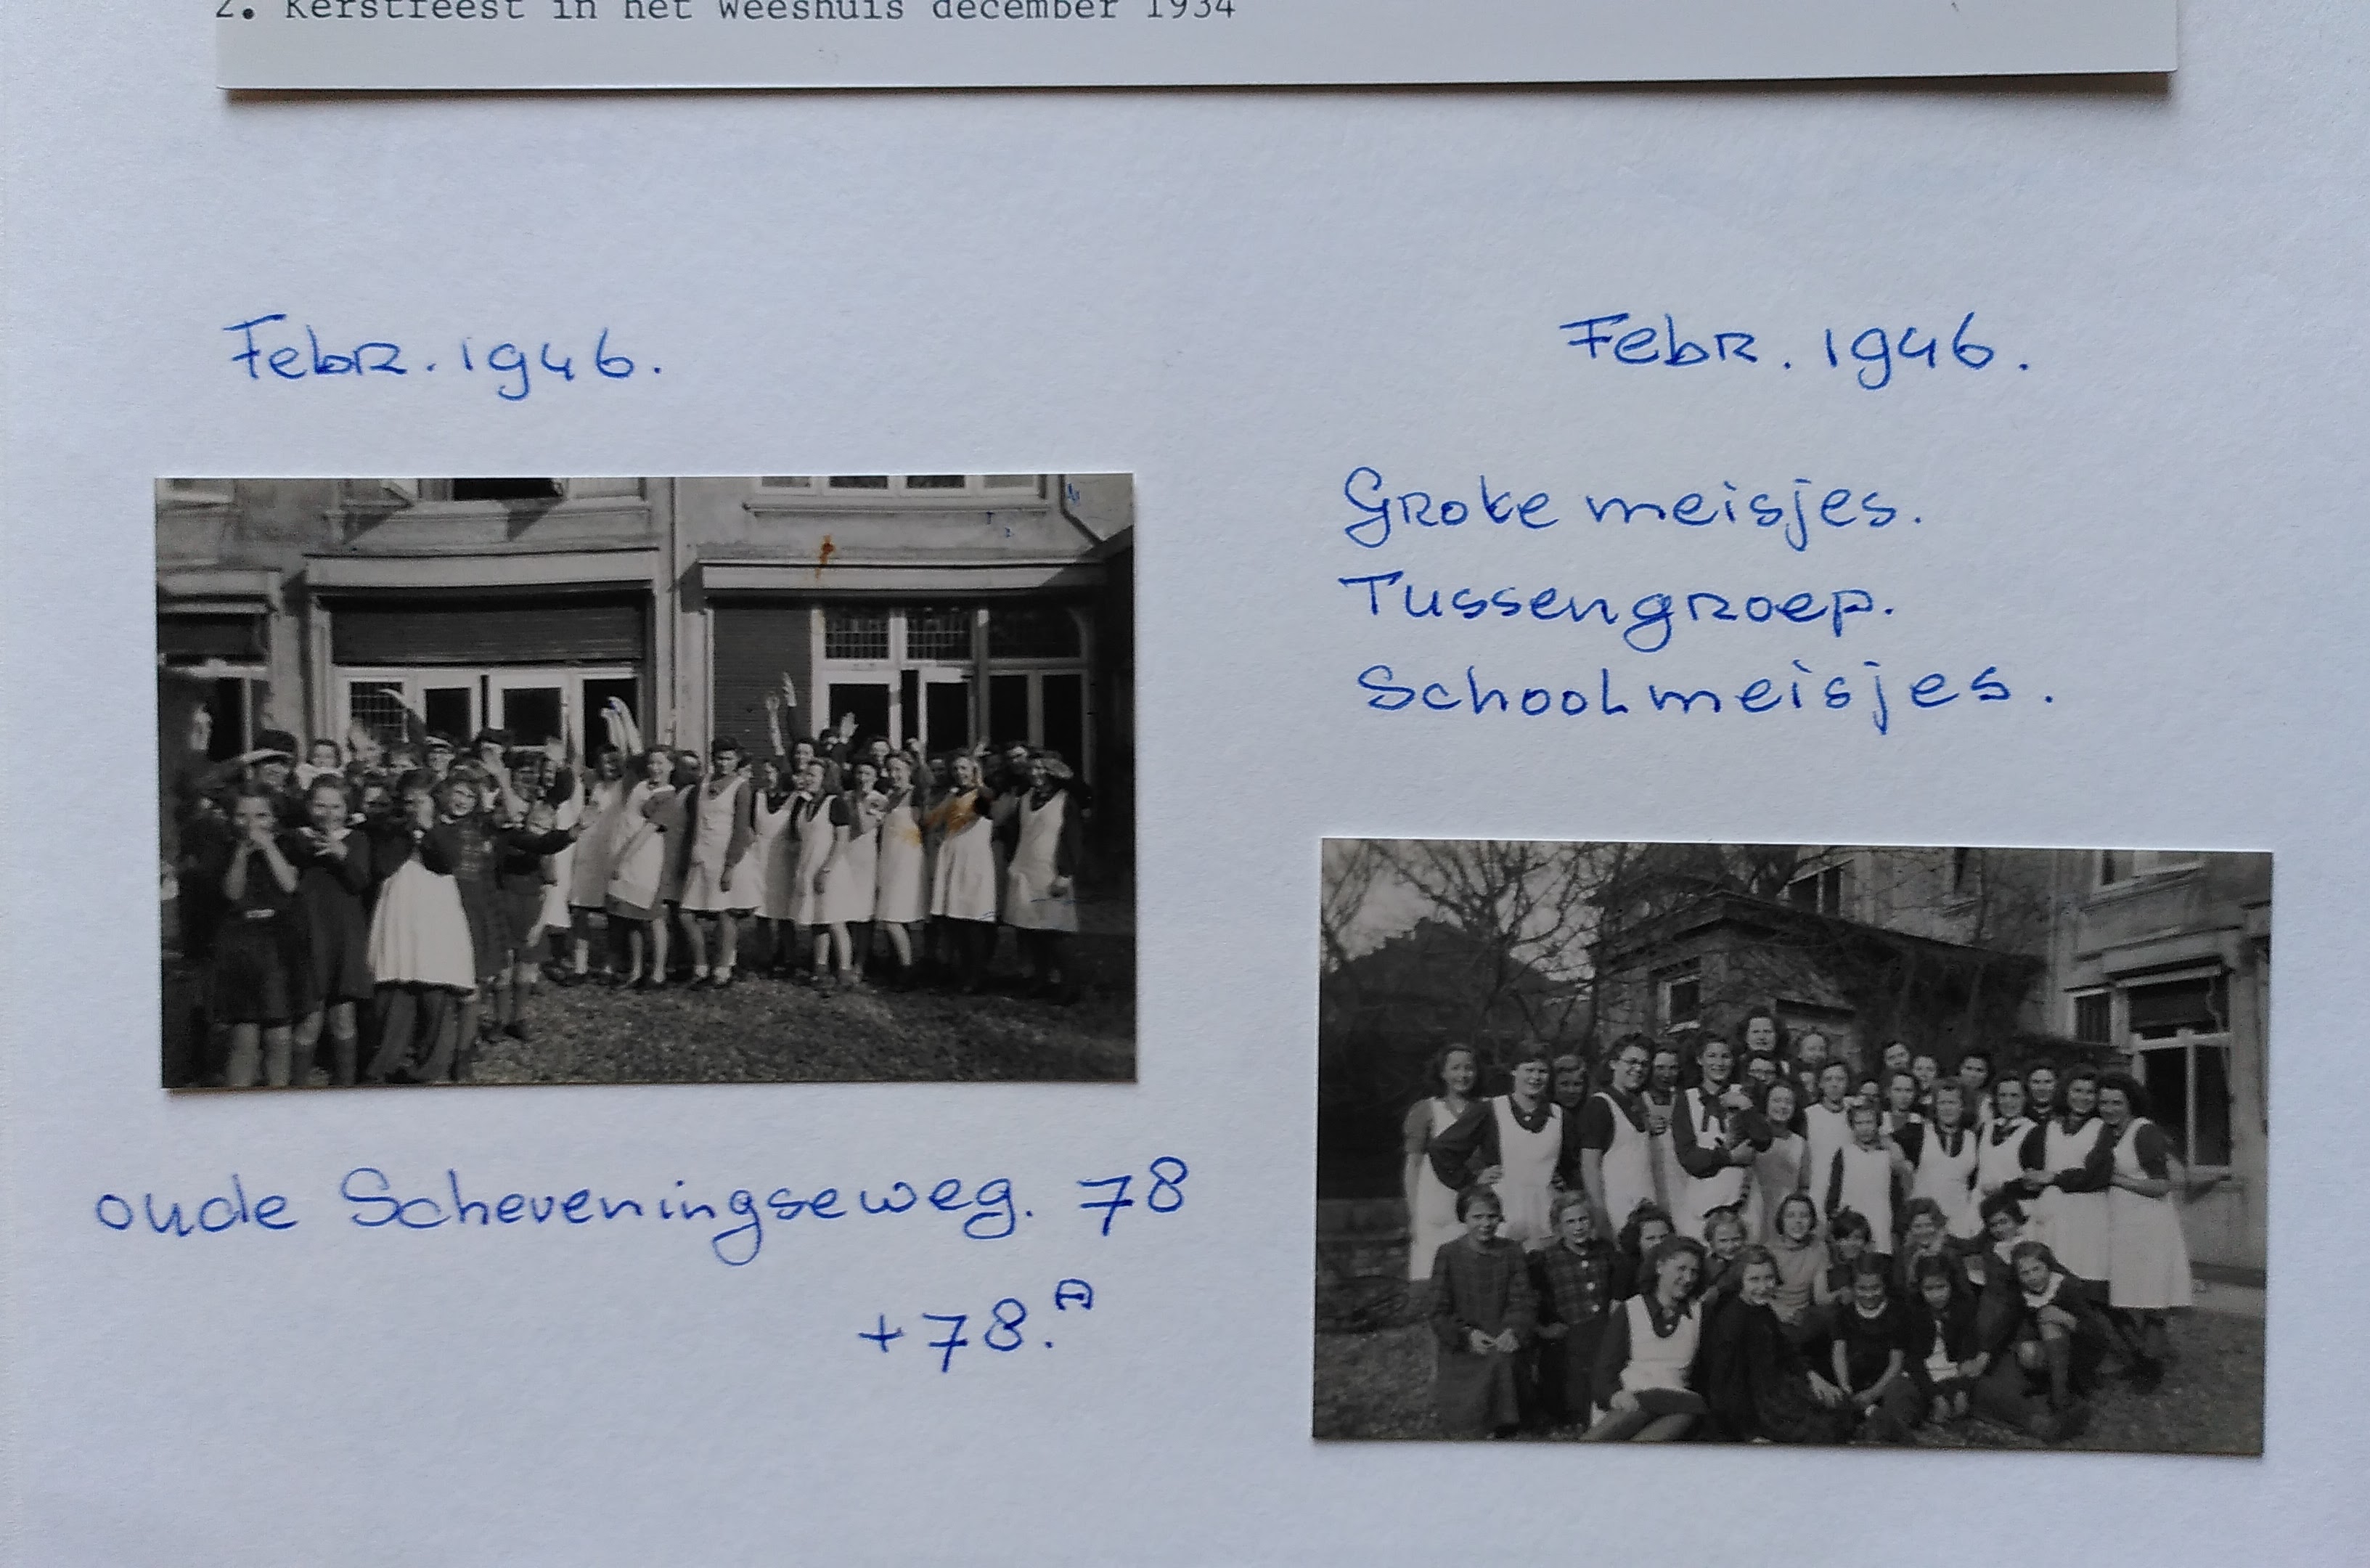 2. Kerstfeest in het Weeshuis december 1934
Febr. 1946.
oude Scheveningseweg. 78
+78.A
Febr. 1946.
Grote meisjes.
Tussengroep.
Schoolmeisjes.